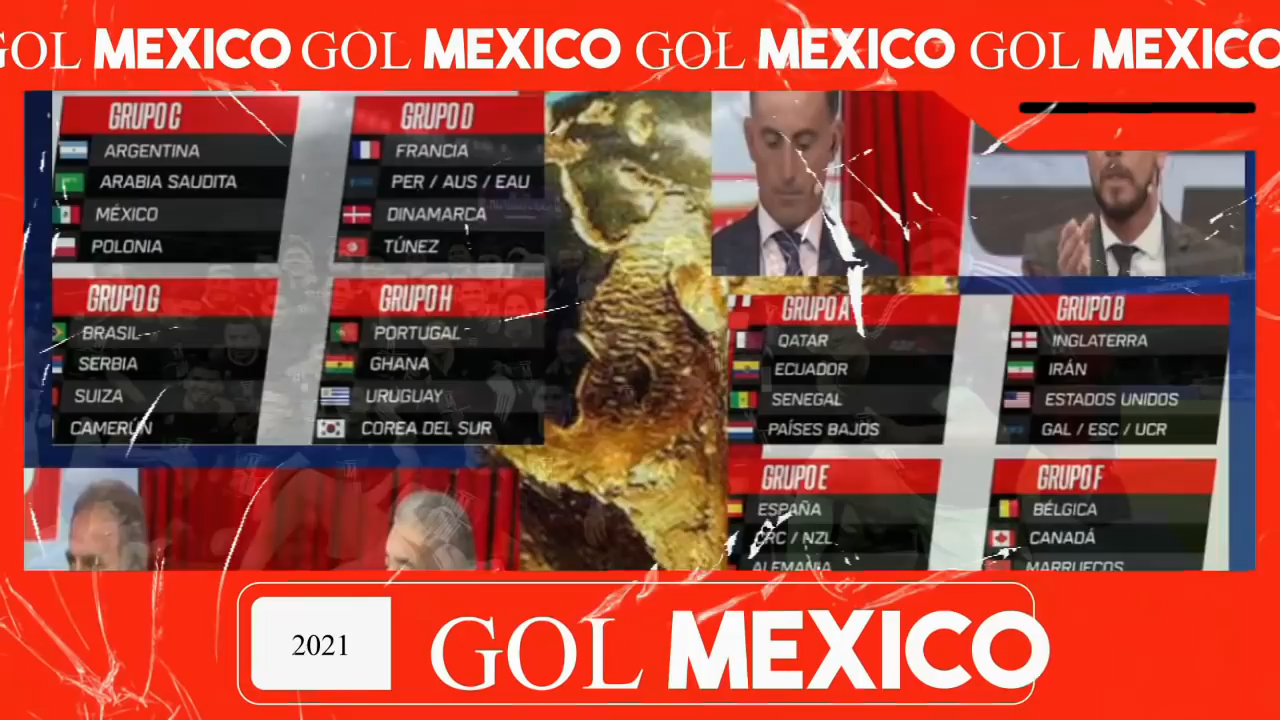 GOL MEXICO GOL MEXICO GOL MEXICO GOL MEXICO
GRUPO C
ARGENTINA
ARABIA SAUDITA
MÉXICO
POLONIA
GRUPO D
FRANCIA
PER / AUS / EAU
DINAMARCA
TÚNEZ
GRUPO G
BRASIL
SERBIA
SUIZA
CAMERÚN
GRUPO H
PORTUGAL
GHANA
URUGUAY
COREA DEL SUR
GRUPO A
QATAR
ECUADOR
SENEGAL
PAÍSES BAJOS
GRUPO B
INGLATERRA
IRÁN
ESTADOS UNIDOS
GAL / ESC / UCR
GRUPO E
ESPAÑA
CRC / NZL
ALEMANIA
GRUPO F
BÉLGICA
CANADÁ
MARRUECOS
2021
GOL MEXICO